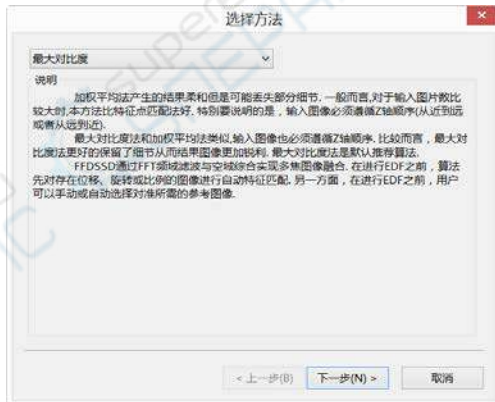 选择方法
最大对比度
说明
加权平均法产生的结果柔和但是可能丢失部分细节. 一般而言,对于输入图片数比
较大时,本方法比特征点匹配法好. 特别要说明的是，输入图像必须遵循Z轴顺序(从近到远
或者从远到近).
最大对比度法和加权平均法类似,输入图像也必须遵循Z轴顺序. 比较而言，最大对
比度法更好的保留了细节从而结果图像更加锐利. 最大对比度法是默认推荐算法.
FFDSSD通过FFT频域滤波与空域综合实现多焦图像融合. 在进行EDF之前，算法
先对存在位移、旋转或比例的图像进行自动特征匹配. 另一方面，在进行EDF之前，用户
可以手动或自动选择对准所需的参考图像.
< 上一步(B)
下一步(N) >
取消